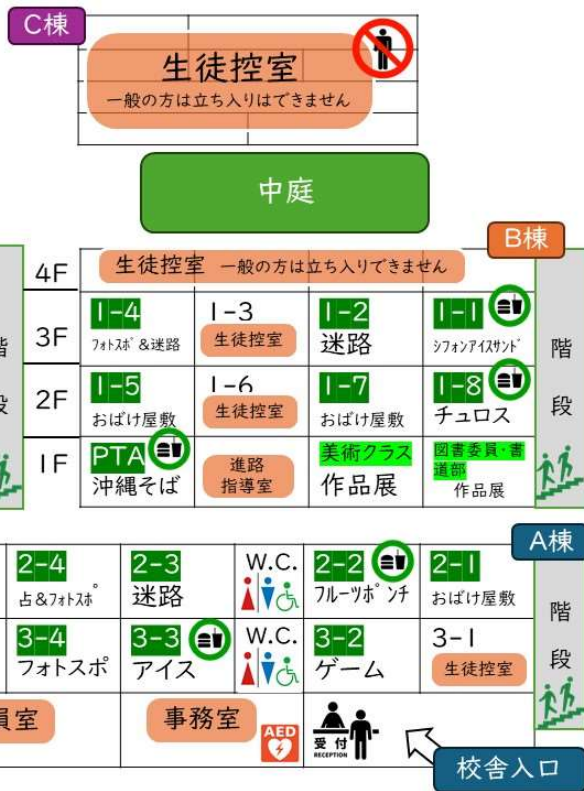 C棟
生徒控室
一般の方は立ち入りはできません
中庭
B棟
4F
生徒控室 一般の方は立ち入りできません
3F
1-4
フォトスポ&迷路
1-3
生徒控室
1-2
迷路
1-1
シフォンアイスサンド
階段
2F
1-5
おばけ屋敷
1-6
生徒控室
1-7
おばけ屋敷
1-8
チュロス
1F
PTA
沖縄そば
進路
指導室
美術クラス
作品展
図書委員・書
道部
作品展
A棟
2-4
占&フォトスポ
2-3
迷路
W.C.
2-2
フルーツポンチ
2-1
おばけ屋敷
階段
3-4
フォトスポ
3-3
アイス
W.C.
3-2
ゲーム
3-1
生徒控室
員室
事務室
AED
受付
RECEPTION
校舎入口